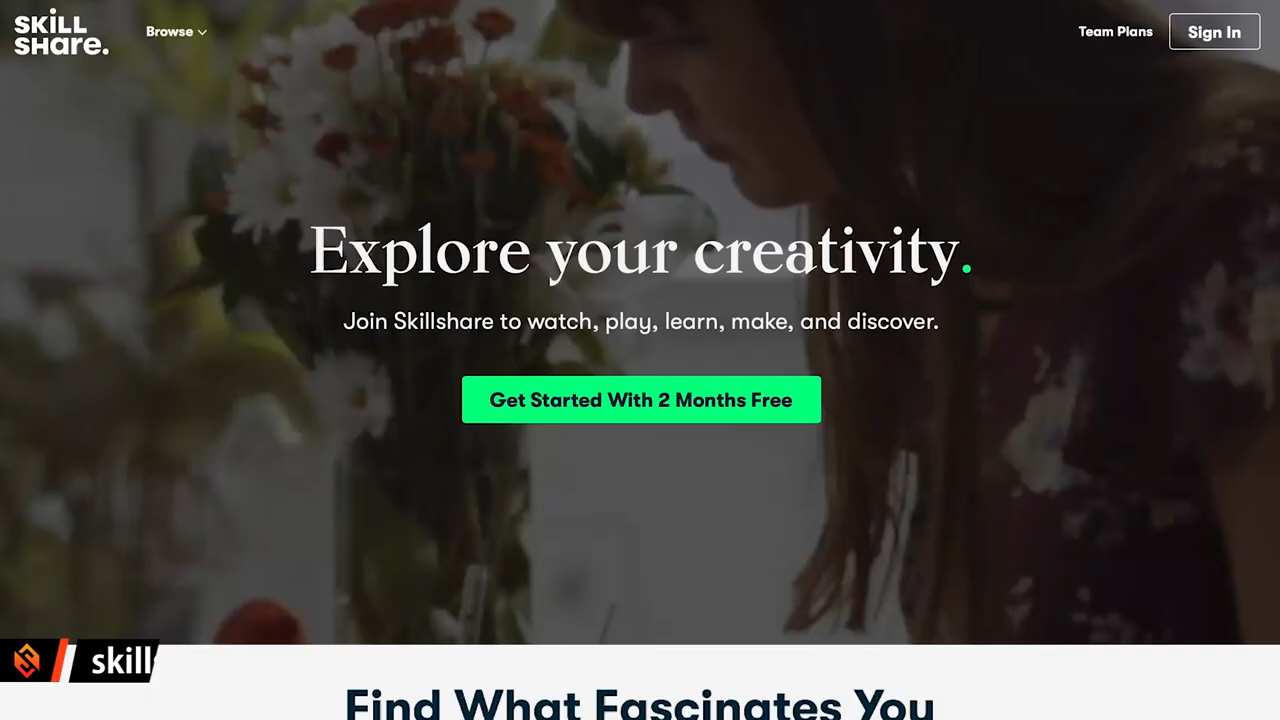 SKiLL
SHare.
Browse
Team Plans
Sign In
Explore your creativity.
Join Skillshare to watch, play, learn, make, and discover.
Get Started With 2 Months Free
skill
Find What Fascinates You